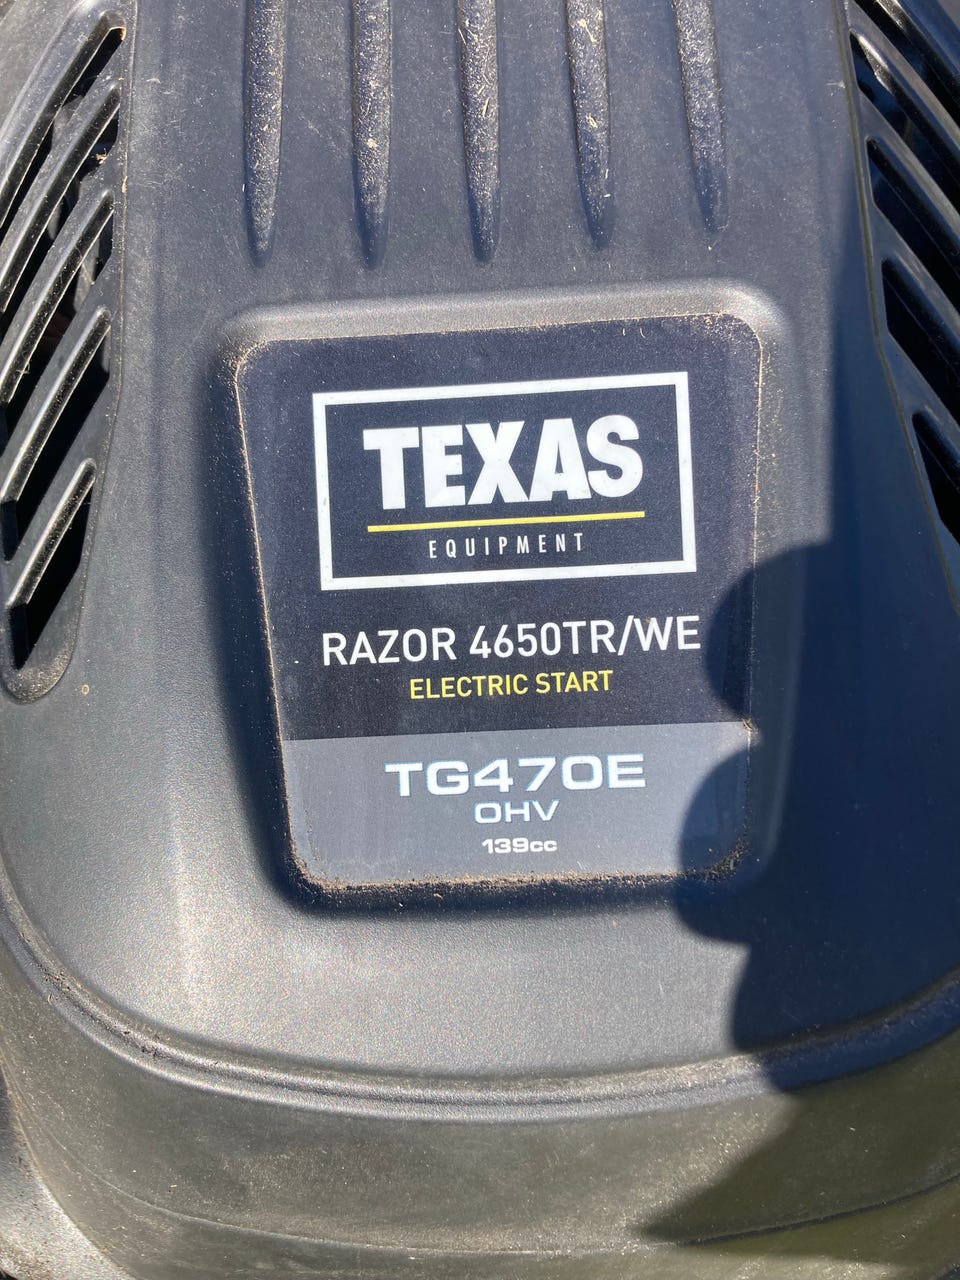 TEXAS
EQUIPMENT
RAZOR 4650TR/WE
ELECTRIC START
TG470E
OHV
139cc